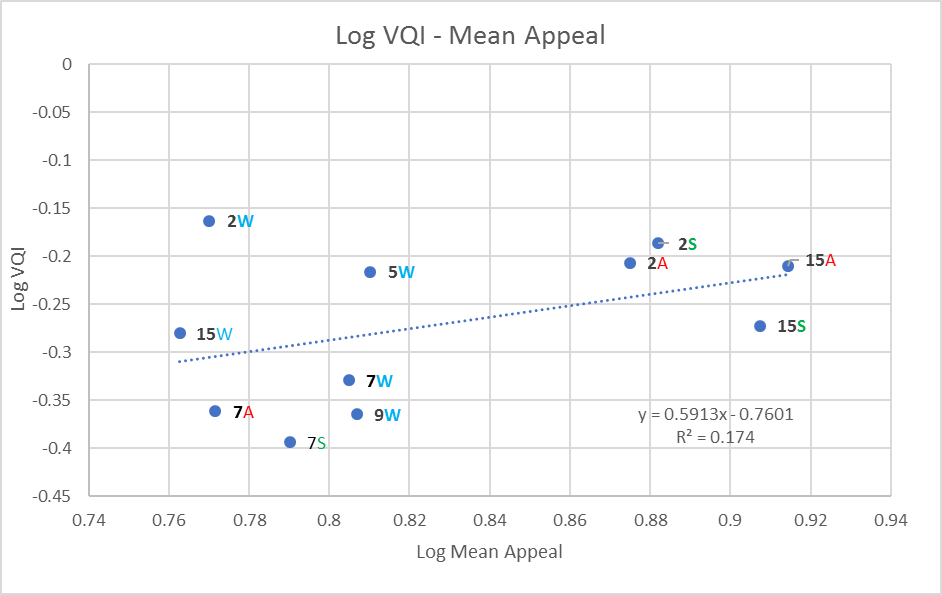 Log VQI - Mean Appeal
0
-0.05
-0.1
-0.15
-0.2
-0.25
-0.3
-0.35
-0.4
-0.45
Log VQI
2W
5W
2S
2A
15A
15W
15S
7W
7A
9W
7S
y = 0.5913x - 0.7601
R² = 0.174
0.74 0.76 0.78 0.8 0.82 0.84 0.86 0.88 0.9 0.92 0.94
Log Mean Appeal